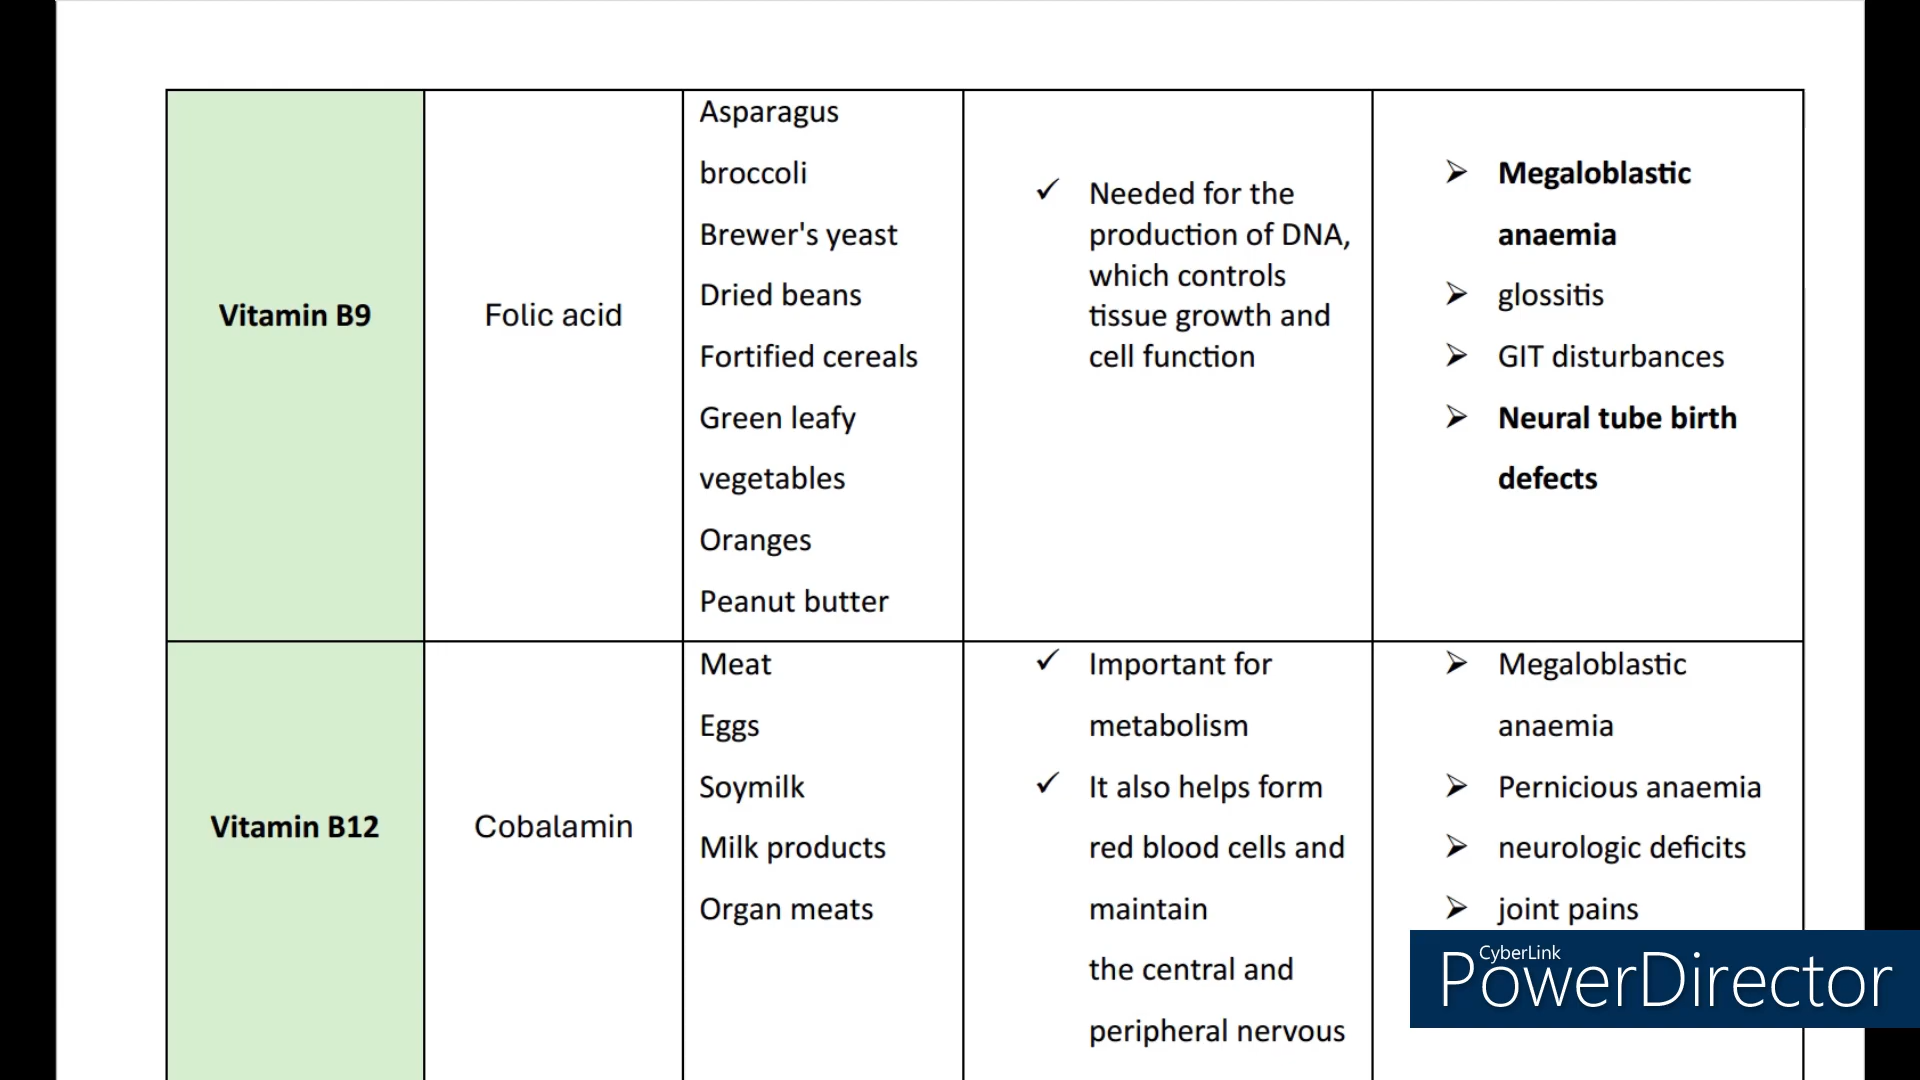 Vitamin B9
Folic acid
Asparagus
broccoli
Brewer's yeast
Dried beans
Fortified cereals
Green leafy
vegetables
Oranges
Peanut butter
✓ Needed for the
production of DNA,
which controls
tissue growth and
cell function
➢ Megaloblastic
anaemia
➢ glossitis
➢ GIT disturbances
➢ Neural tube birth
defects
Vitamin B12
Cobalamin
Meat
Eggs
Soymilk
Milk products
Organ meats
✓ Important for
metabolism
✓ It also helps form
red blood cells and
maintain
the central and
peripheral nervous
➢ Megaloblastic
anaemia
➢ Pernicious anaemia
➢ neurologic deficits
➢ joint pains
CyberLink
PowerDirector